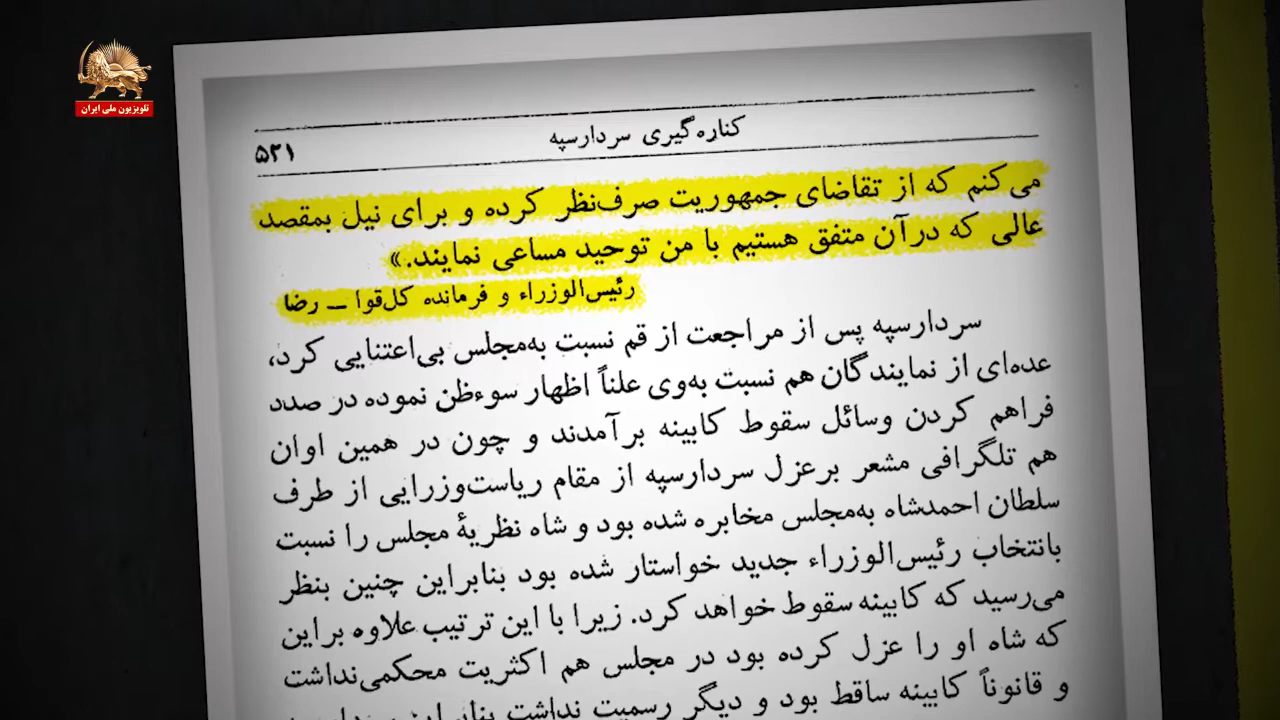 تلویزیون ملی ایران
کناره‌گیری سردارسپه
۵۲۱
می‌کنم که از تقاضای جمهوریت صرف‌نظر کرده و برای نیل بمقصد
عالی که درآن متفق هستیم با من توحید مساعی نمایند.»
رئیس‌الوزراء و فرمانده کل‌قوا ــ رضا
سردارسپه پس از مراجعت از قم نسبت به‌مجلس بی‌اعتنایی کرد،
عده‌ای از نمایندگان هم نسبت به‌وی علناً اظهار سوءظن نموده در صدد
فراهم کردن وسائل سقوط کابینه برآمدند و چون در همین اوان
هم تلگرافی مشعر برعزل سردارسپه از مقام ریاست‌وزرایی از طرف
سلطان احمدشاه به‌مجلس مخابره شده بود و شاه نظریهٔ مجلس را نسبت
بانتخاب رئیس‌الوزراء جدید خواستار شده بود بنابراین چنین بنظر
می‌رسید که کابینه سقوط خواهد کرد. زیرا با این ترتیب علاوه براین
که شاه او را عزل کرده بود در مجلس هم اکثریت محکمی‌نداشت
و قانوناً کابینه ساقط بود و دیگر رسمیت نداشت